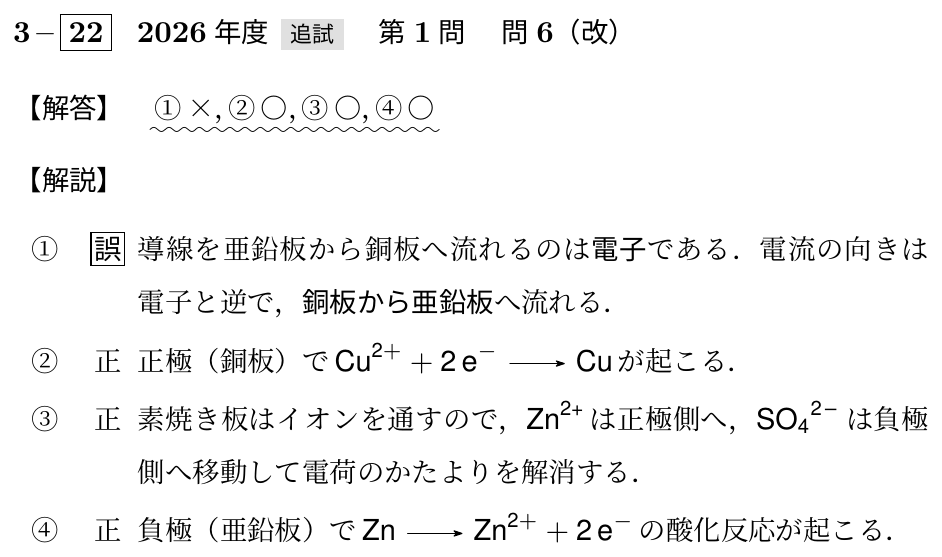 3－22 2026 年度 追試 第 1 問 問 6（改）
【解答】 ① ×, ② ○, ③ ○, ④ ○
【解説】
① 誤 導線を亜鉛板から銅板へ流れるのは電子である．電流の向きは
電子と逆で，銅板から亜鉛板へ流れる．
② 正 正極（銅板）で Cu²⁺ + 2 e⁻ ⟶ Cu が起こる．
③ 正 素焼き板はイオンを通すので，Zn²⁺ は正極側へ，SO₄²⁻ は負極
側へ移動して電荷のかたよりを解消する．
④ 正 負極（亜鉛板）で Zn ⟶ Zn²⁺ + 2 e⁻ の酸化反応が起こる．